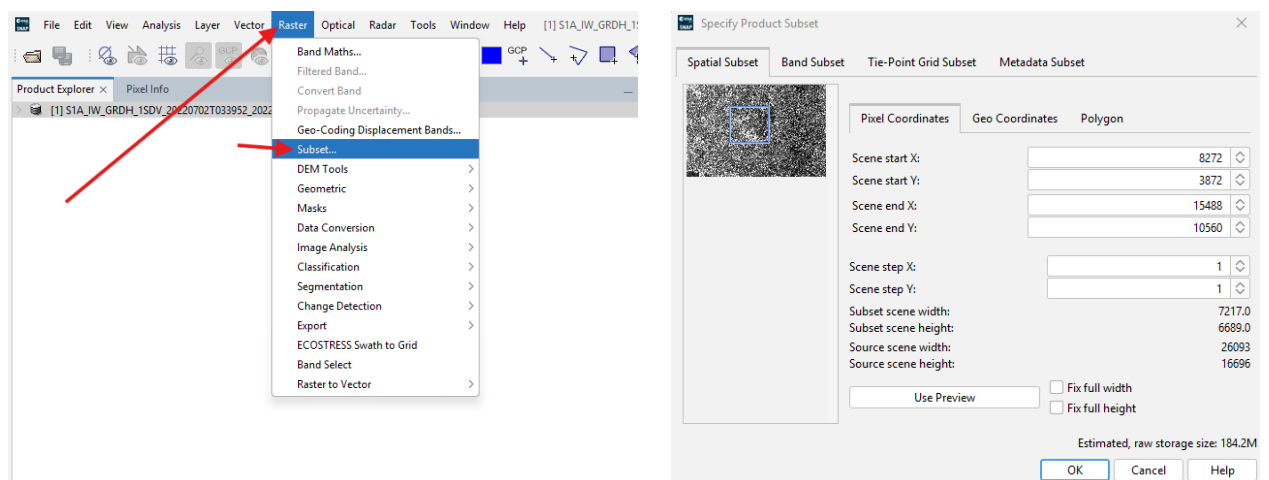 File Edit View Analysis Layer Vector Raster Optical Radar Tools Window Help [1] S1A_IW_GRDH_1S
GCP
GCP
Product Explorer × Pixel Info
[1] S1A_IW_GRDH_1SDV_20220702T033952_2022
Band Maths...
Filtered Band...
Convert Band
Propagate Uncertainty...
Geo-Coding Displacement Bands...
Subset...
DEM Tools
Geometric
Masks
Data Conversion
Image Analysis
Classification
Segmentation
Change Detection
Export
ECOSTRESS Swath to Grid
Band Select
Raster to Vector
Specify Product Subset
Spatial Subset Band Subset Tie-Point Grid Subset Metadata Subset
Pixel Coordinates Geo Coordinates Polygon
Scene start X: 8272
Scene start Y: 3872
Scene end X: 15488
Scene end Y: 10560
Scene step X: 1
Scene step Y: 1
Subset scene width: 7217.0
Subset scene height: 6689.0
Source scene width: 26093
Source scene height: 16696
Use Preview
Fix full width
Fix full height
Estimated, raw storage size: 184.2M
OK Cancel Help